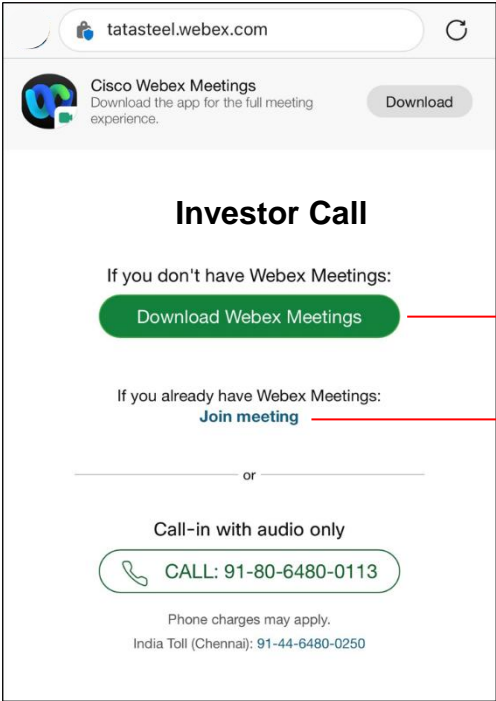 tatasteel.webex.com
Cisco Webex Meetings
Download the app for the full meeting
experience.
Download
Investor Call
If you don't have Webex Meetings:
Download Webex Meetings
If you already have Webex Meetings:
Join meeting
or
Call-in with audio only
CALL: 91-80-6480-0113
Phone charges may apply.
India Toll (Chennai): 91-44-6480-0250